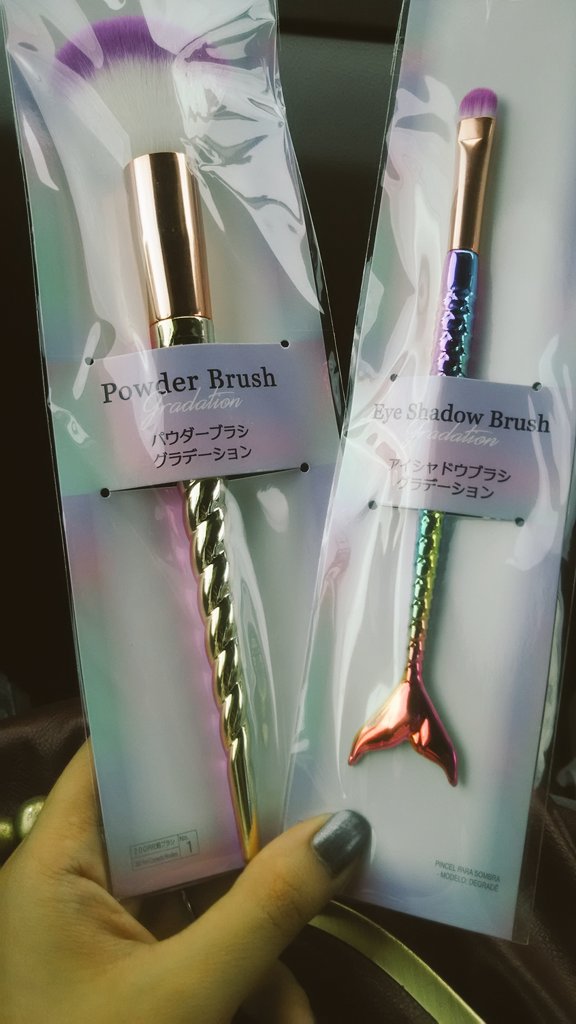 Powder Brush
gradation
パウダーブラシ
グラデーション
No.
1
Eye Shadow Brush
gradation
アイシャドウブラシ
グラデーション
PINCEL PARA SOMBRA
- MODELO: DEGRADÊ